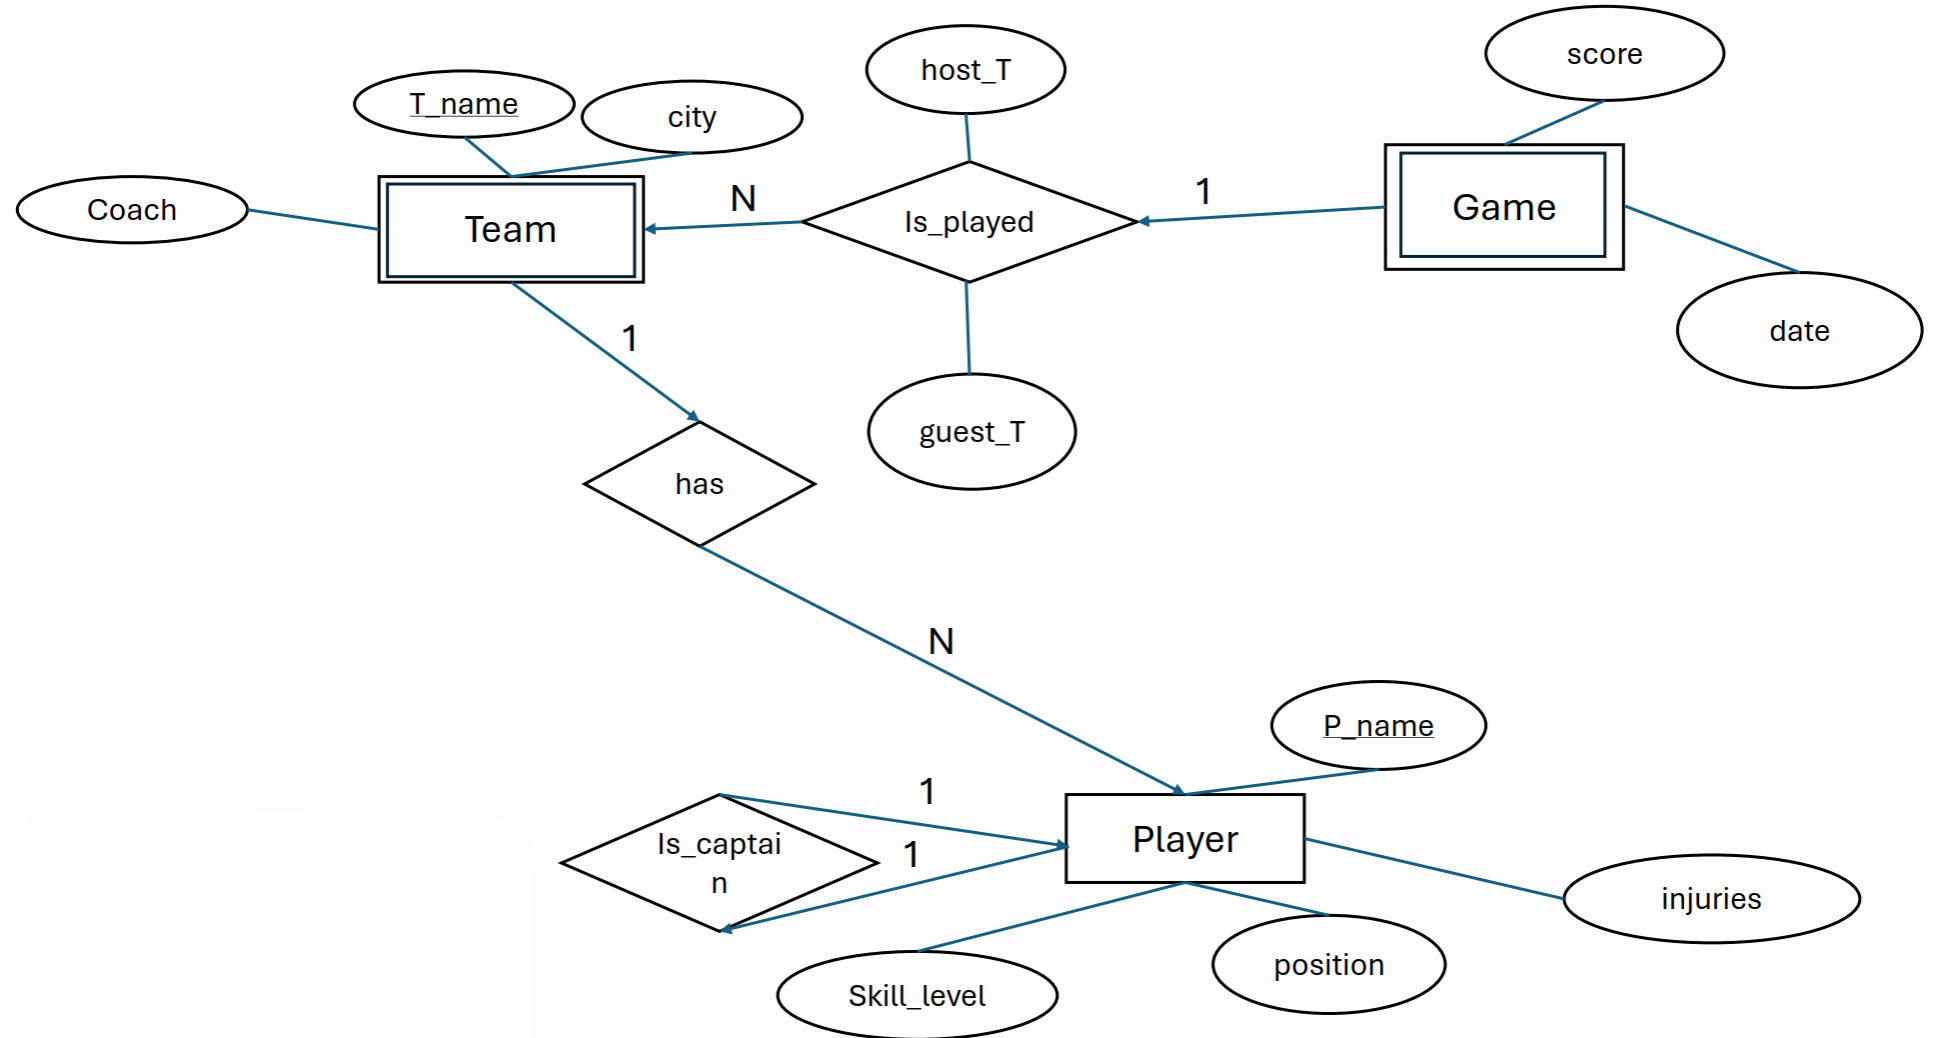 score
host_T
T_name
city
Coach
Team
N
Is_played
1
Game
date
1
guest_T
has
N
P_name
1
Is_captai
n
1
Player
injuries
position
Skill_level